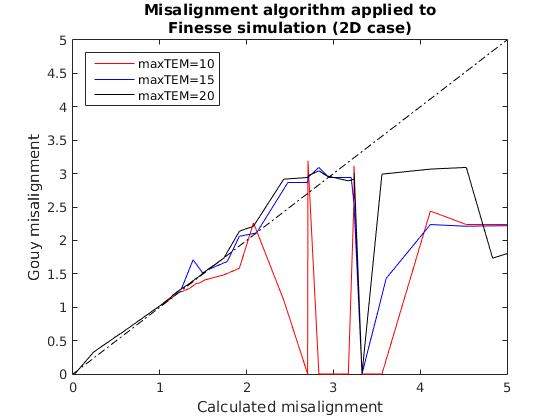 Misalignment algorithm applied to
Finesse simulation (2D case)
maxTEM=10
maxTEM=15
maxTEM=20
Gouy misalignment
5
4.5
4
3.5
3
2.5
2
1.5
1
0.5
0
0 1 2 3 4 5
Calculated misalignment